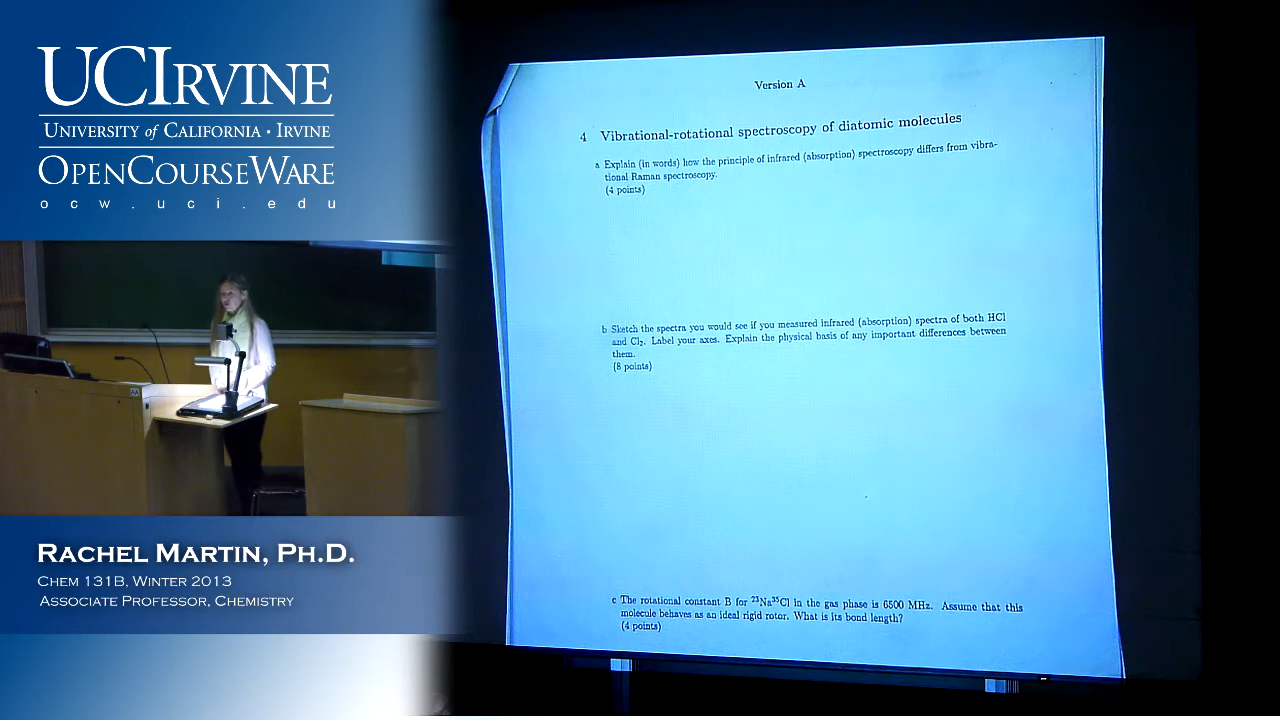 UCIRVINE
UNIVERSITY of CALIFORNIA · IRVINE
OPENCOURSEWARE
ocw.uci.edu
RACHEL MARTIN, PH.D.
CHEM 131B, WINTER 2013
ASSOCIATE PROFESSOR, CHEMISTRY
Version A
4 Vibrational-rotational spectroscopy of diatomic molecules
a Explain (in words) how the principle of infrared (absorption) spectroscopy differs from vibra-
tional Raman spectroscopy.
(4 points)
b Sketch the spectra you would see if you measured infrared (absorption) spectra of both HCl
and Cl₂. Label your axes. Explain the physical basis of any important differences between
them.
(8 points)
c The rotational constant B for ²³Na³⁵Cl in the gas phase is 6500 MHz. Assume that this
molecule behaves as an ideal rigid rotor. What is its bond length?
(4 points)